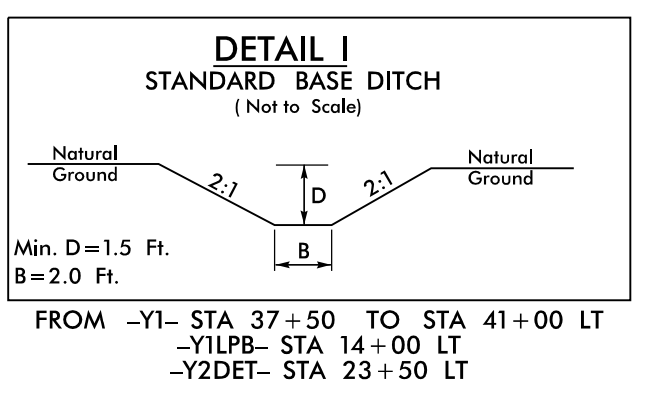 DETAIL I
STANDARD BASE DITCH
( Not to Scale)
Natural
Ground
2:1
D
2:1
Natural
Ground
B
Min. D=1.5 Ft.
B=2.0 Ft.
FROM -Y1- STA 37+50 TO STA 41+00 LT
-Y1LPB- STA 14+00 LT
-Y2DET- STA 23+50 LT